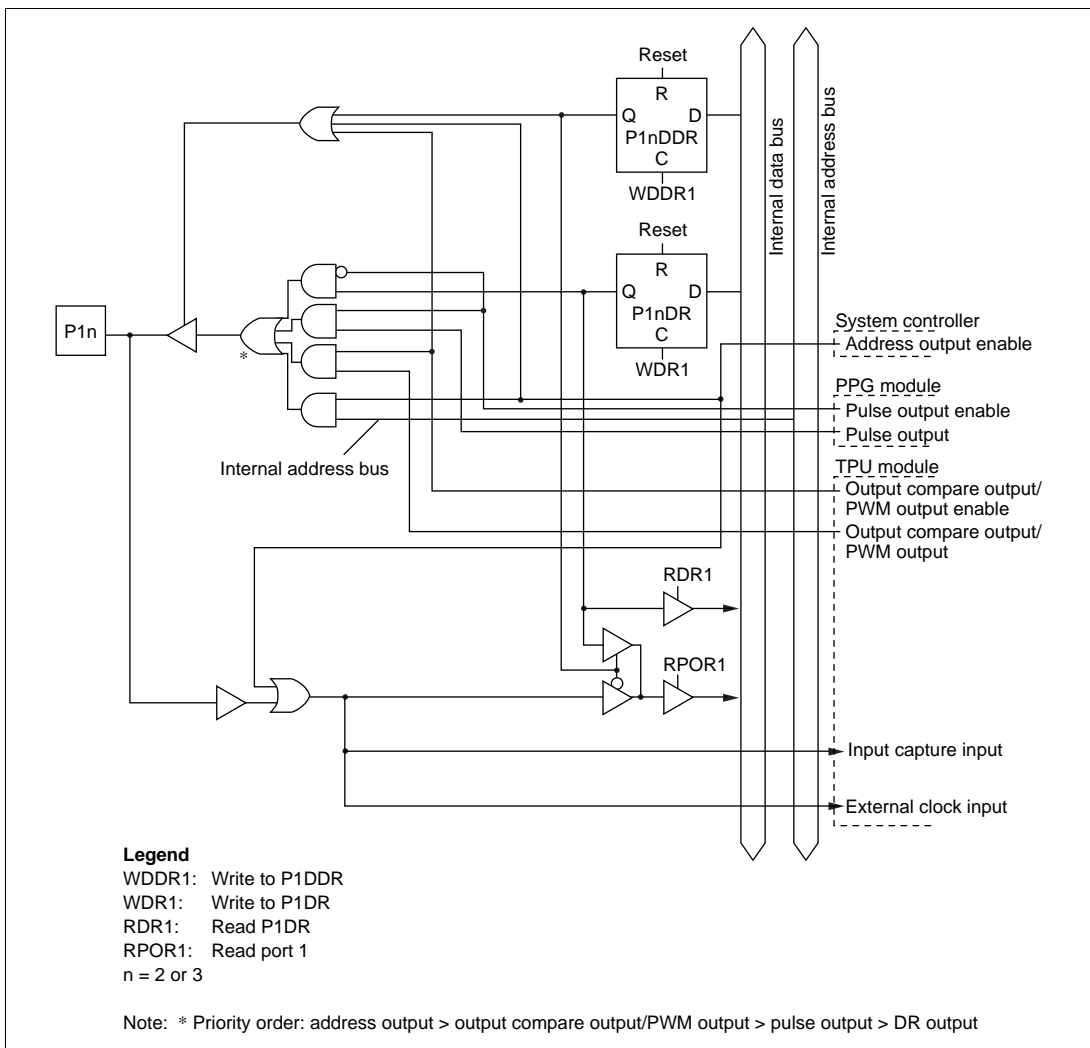 Reset
R
Q D
P1nDDR
C
WDDR1
Reset
R
Q D
P1nDR
C
WDR1
Internal data bus
Internal address bus
P1n
*
Internal address bus
System controller
Address output enable
PPG module
Pulse output enable
Pulse output
TPU module
Output compare output/
PWM output enable
Output compare output/
PWM output
RDR1
RPOR1
Input capture input
External clock input
Legend
WDDR1: Write to P1DDR
WDR1: Write to P1DR
RDR1: Read P1DR
RPOR1: Read port 1
n = 2 or 3
Note: * Priority order: address output > output compare output/PWM output > pulse output > DR output